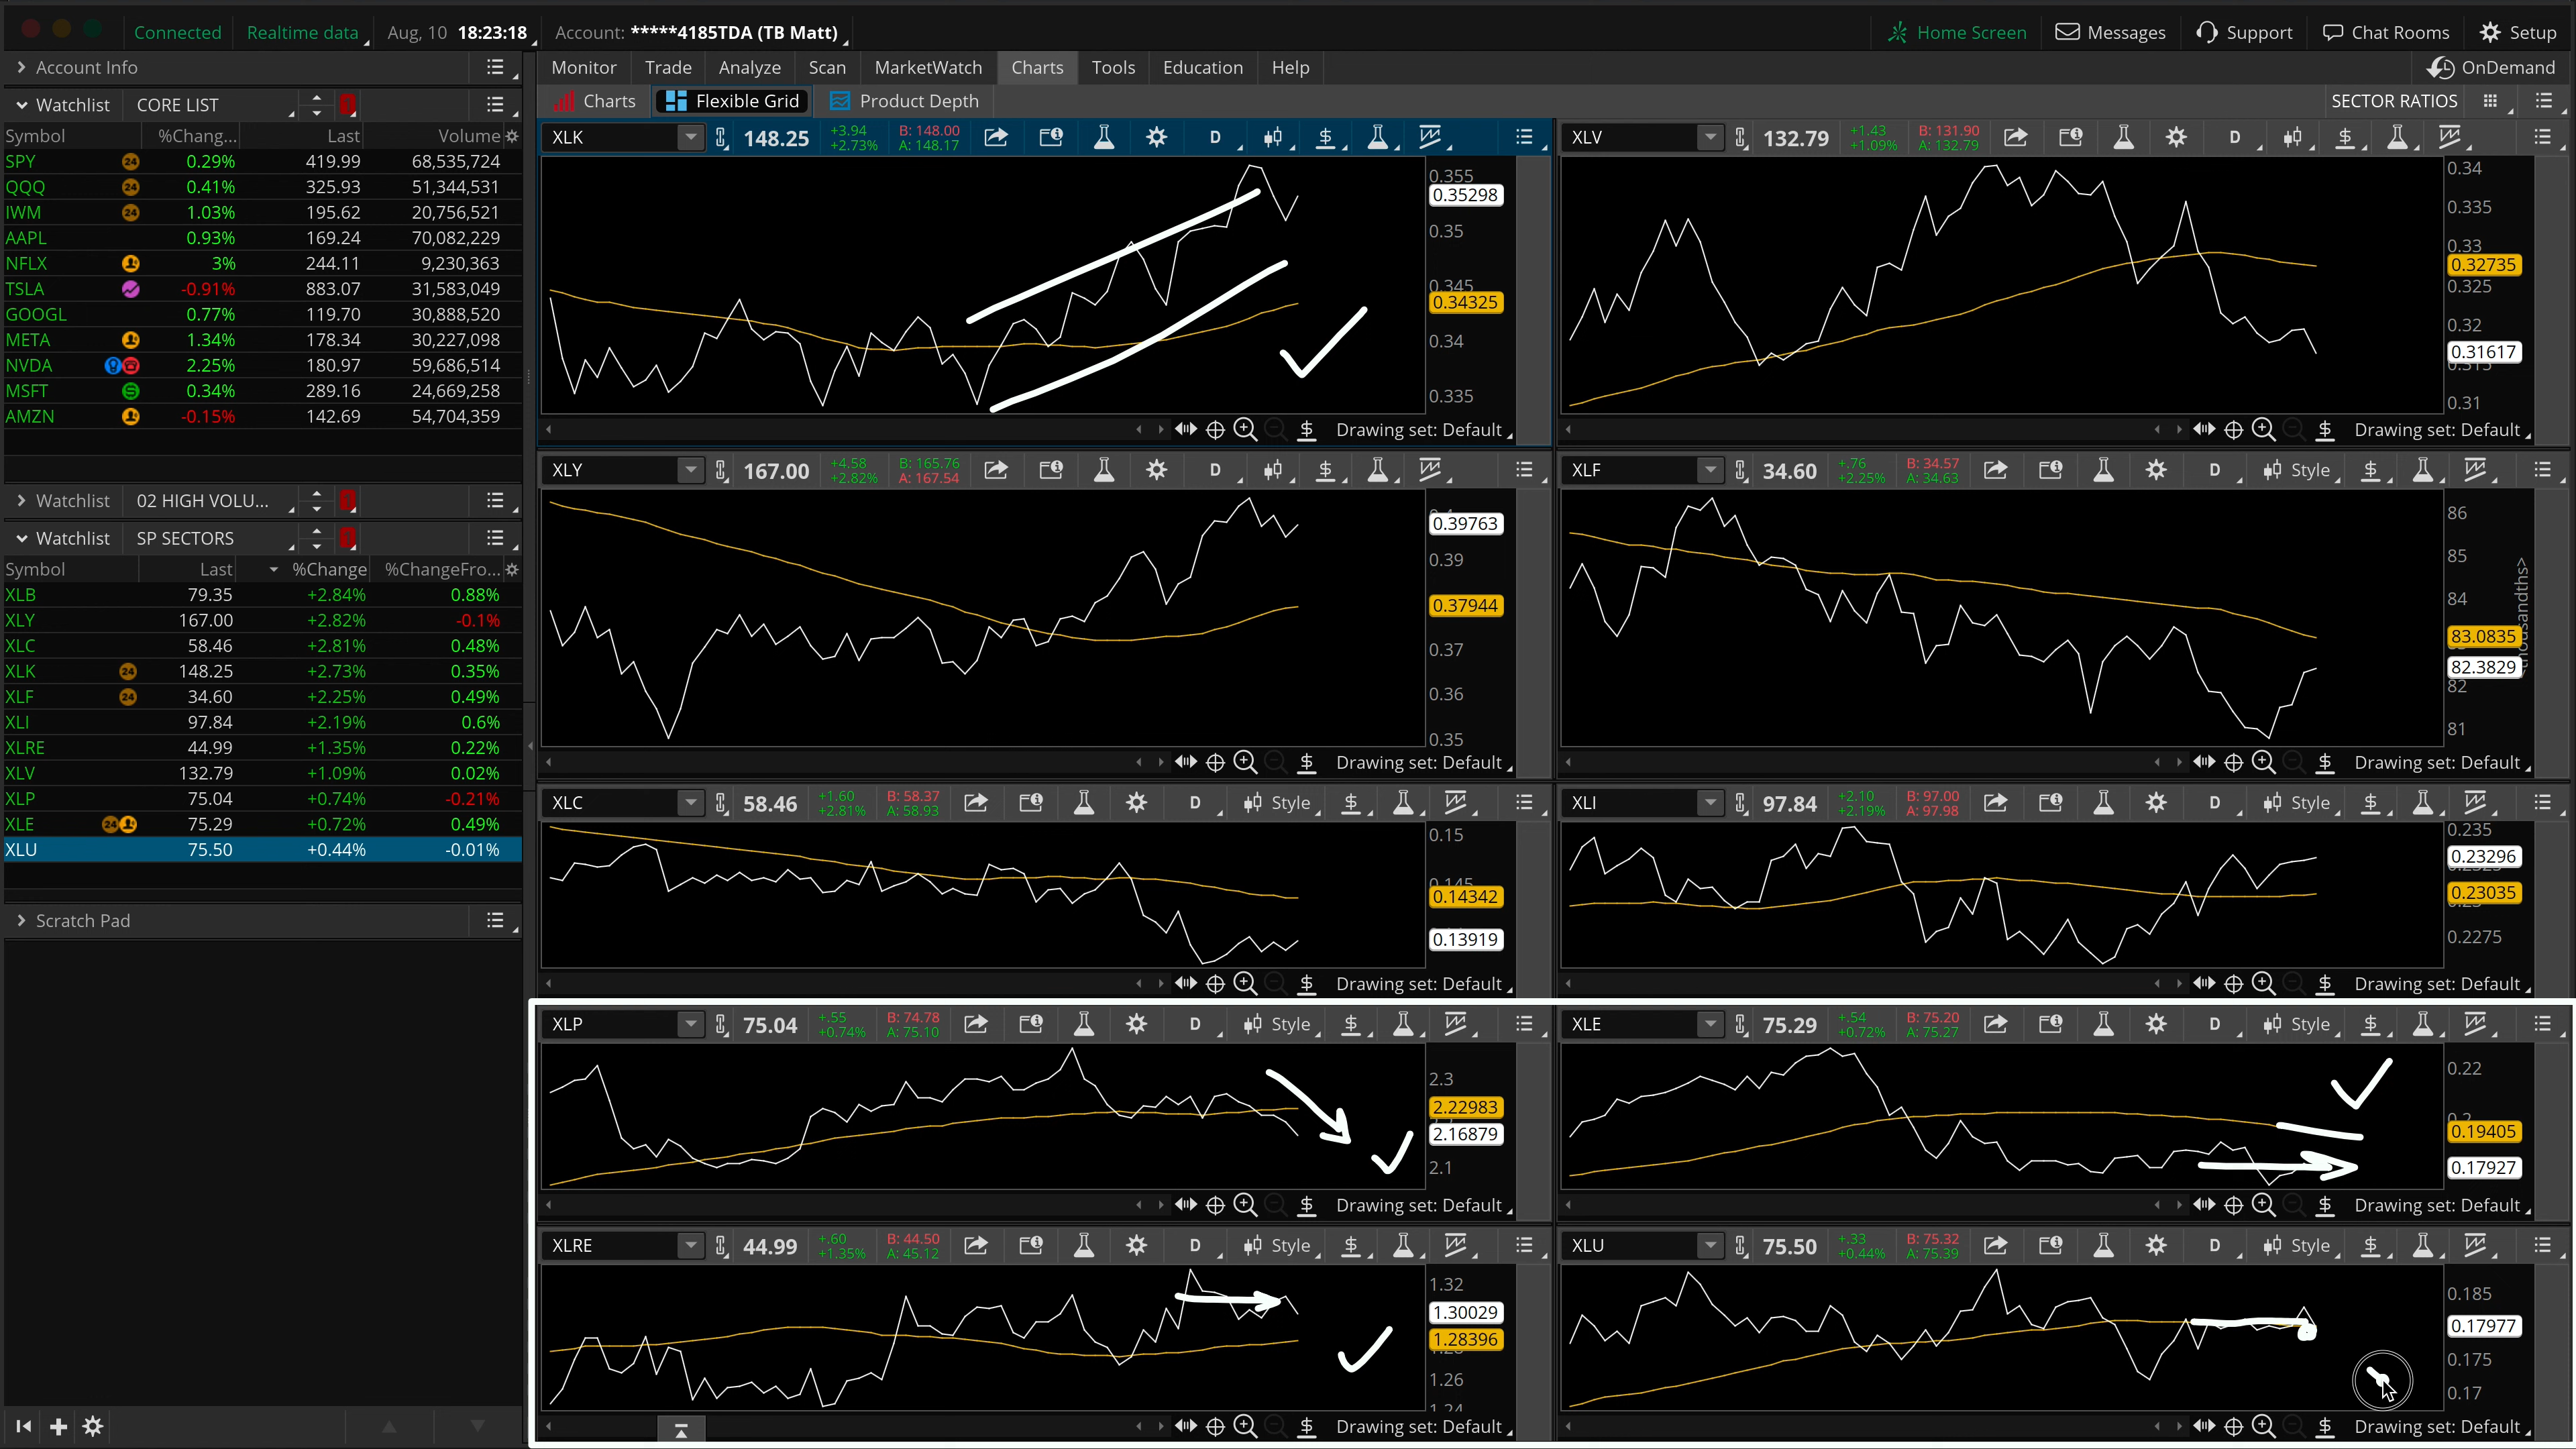 Connected Realtime data Aug, 10 18:23:18 Account: *****4185TDA (TB Matt) Home Screen Messages Support Chat Rooms Setup
Account Info
Monitor Trade Analyze Scan MarketWatch Charts Tools Education Help OnDemand
Watchlist CORE LIST
Charts Flexible Grid Product Depth SECTOR RATIOS
Symbol %Chang... Last Volume
SPY 24 0.29% 419.99 68,535,724
QQQ 24 0.41% 325.93 51,344,531
IWM 24 1.03% 195.62 20,756,521
AAPL 0.93% 169.24 70,082,229
NFLX 3% 244.11 9,230,363
TSLA -0.91% 883.07 31,583,049
GOOGL 0.77% 119.70 30,888,520
META 1.34% 178.34 30,227,098
NVDA 2.25% 180.97 59,686,514
MSFT 0.34% 289.16 24,669,258
AMZN -0.15% 142.69 54,704,359
Watchlist 02 HIGH VOLU...
Watchlist SP SECTORS
Symbol Last %Change %ChangeFro...
XLB 79.35 +2.84% 0.88%
XLY 167.00 +2.82% -0.1%
XLC 58.46 +2.81% 0.48%
XLK 24 148.25 +2.73% 0.35%
XLF 24 34.60 +2.25% 0.49%
XLI 97.84 +2.19% 0.6%
XLRE 44.99 +1.35% 0.22%
XLV 132.79 +1.09% 0.02%
XLP 75.04 +0.74% -0.21%
XLE 24 75.29 +0.72% 0.49%
XLU 75.50 +0.44% -0.01%
Scratch Pad
XLK 148.25 +3.94 +2.73% B: 148.00 A: 148.17 D
0.355
0.35298
0.35
0.345
0.34325
0.34
0.335
Drawing set: Default
XLV 132.79 +1.43 +1.09% B: 131.90 A: 132.79 D
0.34
0.335
0.33
0.32735
0.325
0.32
0.31617
0.31
Drawing set: Default
XLY 167.00 +4.58 +2.82% B: 165.76 A: 167.54 D
0.39763
0.39
0.37944
0.37
0.36
0.35
Drawing set: Default
XLF 34.60 +.76 +2.25% B: 34.57 A: 34.63 D Style
86
85
84
83.0835
82.3829
82
81
Drawing set: Default
XLC 58.46 +1.60 +2.81% B: 58.37 A: 58.93 D Style
0.15
0.145
0.14342
0.13919
Drawing set: Default
XLI 97.84 +2.10 +2.19% B: 97.00 A: 97.98 D Style
0.235
0.23296
0.23035
0.2275
Drawing set: Default
XLP 75.04 +.55 +0.74% B: 74.78 A: 75.10 D Style
2.3
2.22983
2.16879
2.1
Drawing set: Default
XLE 75.29 +.54 +0.72% B: 75.20 A: 75.27 D Style
0.22
0.2
0.19405
0.17927
Drawing set: Default
XLRE 44.99 +.60 +1.35% B: 44.50 A: 45.12 D Style
1.32
1.30029
1.28396
1.26
1.24
Drawing set: Default
XLU 75.50 +.33 +0.44% B: 75.32 A: 75.39 D Style
0.185
0.17977
0.175
0.17
Drawing set: Default